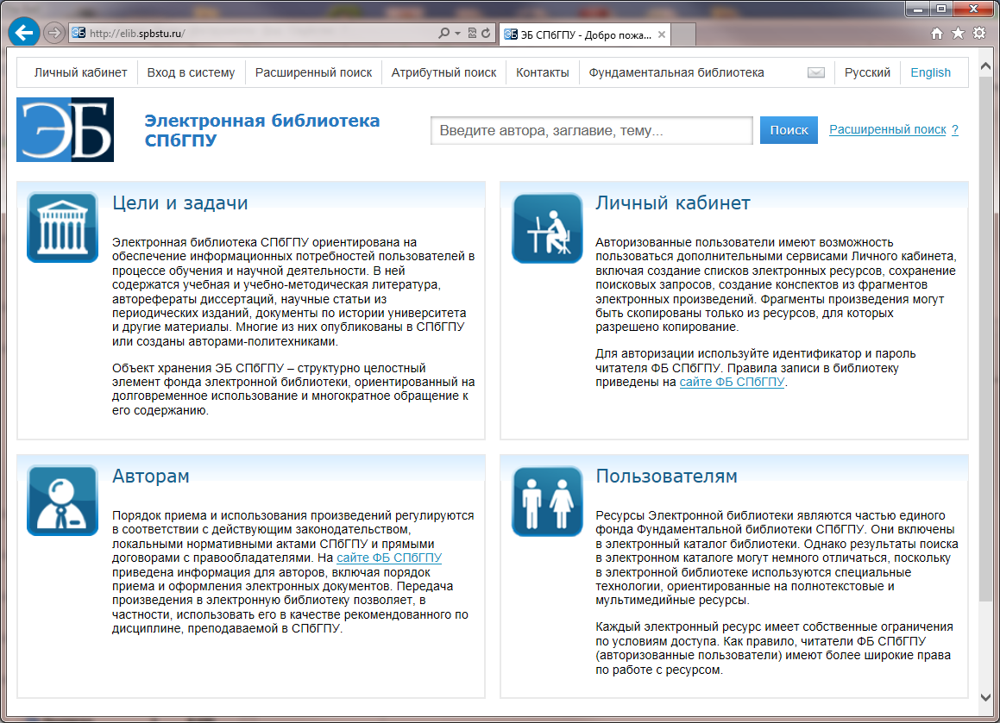 http://elib.spbstu.ru/
ЭБ СПбГПУ - Добро пожа...
Личный кабинет
Вход в систему
Расширенный поиск
Атрибутный поиск
Контакты
Фундаментальная библиотека
Русский
English
ЭБ
Электронная библиотека
СПбГПУ
Введите автора, заглавие, тему...
Поиск
Расширенный поиск ?
Цели и задачи
Электронная библиотека СПбГПУ ориентирована на
обеспечение информационных потребностей пользователей в
процессе обучения и научной деятельности. В ней
содержатся учебная и учебно-методическая литература,
авторефераты диссертаций, научные статьи из
периодических изданий, документы по истории университета
и другие материалы. Многие из них опубликованы в СПбГПУ
или созданы авторами-политехниками.
Объект хранения ЭБ СПбГПУ – структурно целостный
элемент фонда электронной библиотеки, ориентированный на
долговременное использование и многократное обращение к
его содержанию.
Личный кабинет
Авторизованные пользователи имеют возможность
пользоваться дополнительными сервисами Личного кабинета,
включая создание списков электронных ресурсов, сохранение
поисковых запросов, создание конспектов из фрагментов
электронных произведений. Фрагменты произведения могут
быть скопированы только из ресурсов, для которых
разрешено копирование.
Для авторизации используйте идентификатор и пароль
читателя ФБ СПбГПУ. Правила записи в библиотеку
приведены на сайте ФБ СПбГПУ.
Авторам
Порядок приема и использования произведений регулируются
в соответствии с действующим законодательством,
локальными нормативными актами СПбГПУ и прямыми
договорами с правообладателями. На сайте ФБ СПбГПУ
приведена информация для авторов, включая порядок
приема и оформления электронных документов. Передача
произведения в электронную библиотеку позволяет, в
частности, использовать его в качестве рекомендованного по
дисциплине, преподаваемой в СПбГПУ.
Пользователям
Ресурсы Электронной библиотеки являются частью единого
фонда Фундаментальной библиотеки СПбГПУ. Они включены
в электронный каталог библиотеки. Однако результаты поиска
в электронном каталоге могут немного отличаться, поскольку
в электронной библиотеке используются специальные
технологии, ориентированные на полнотекстовые и
мультимедийные ресурсы.
Каждый электронный ресурс имеет собственные ограничения
по условиям доступа. Как правило, читатели ФБ СПбГПУ
(авторизованные пользователи) имеют более широкие права
по работе с ресурсом.